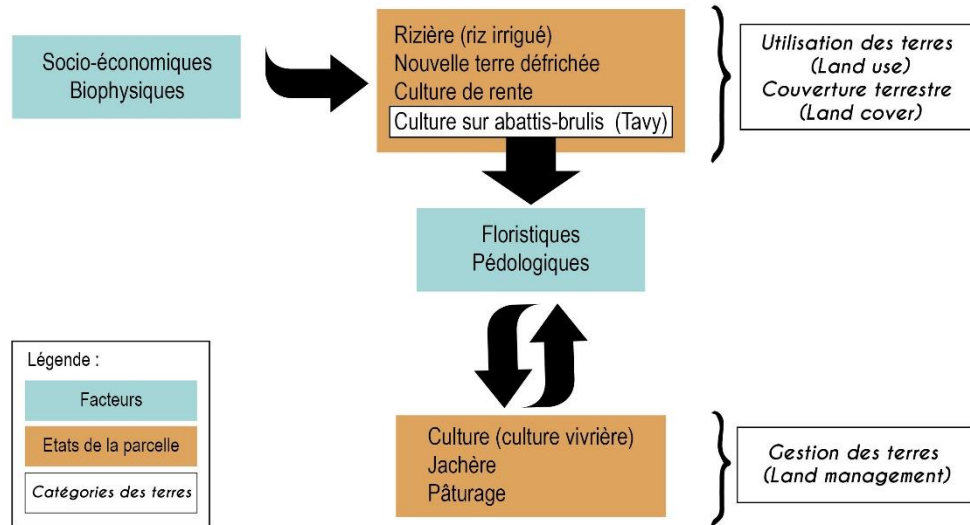 Socio-économiques
Biophysiques
Rizière (riz irrigué)
Nouvelle terre défrichée
Culture de rente
Culture sur abattis-brulis (Tavy)
Utilisation des terres
(Land use)
Couverture terrestre
(Land cover)
Floristiques
Pédologiques
Culture (culture vivrière)
Jachère
Pâturage
Gestion des terres
(Land management)
Légende :
Facteurs
Etats de la parcelle
Catégories des terres